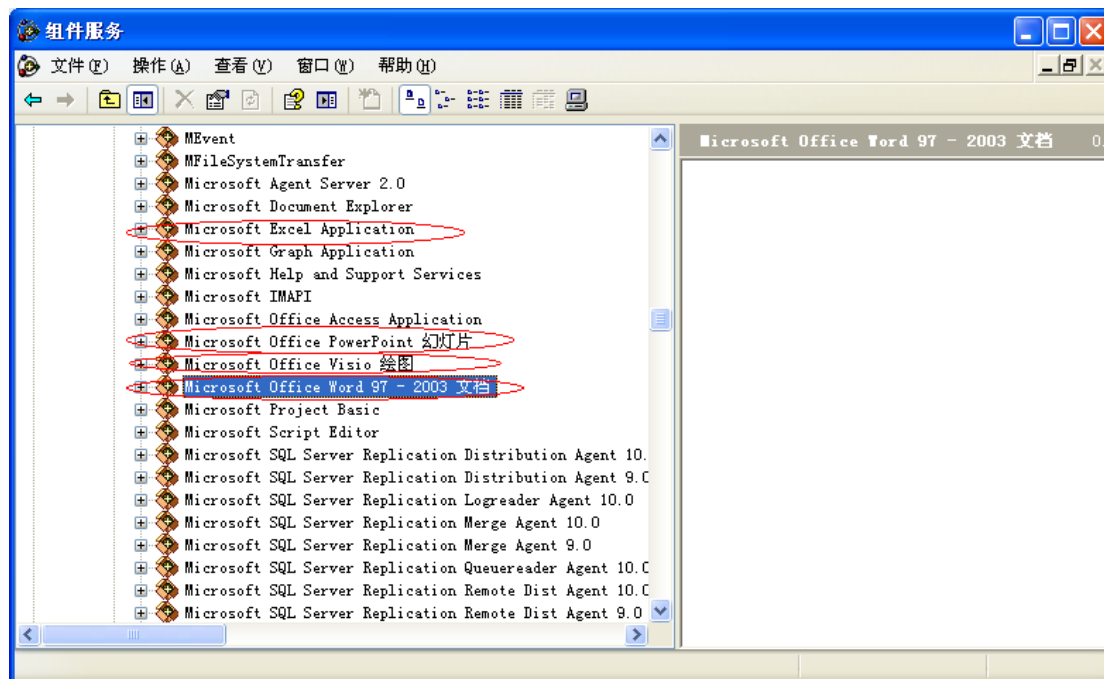 组件服务
文件(F) 操作(A) 查看(V) 窗口(W) 帮助(H)
MEvent
MFileSystemTransfer
Microsoft Agent Server 2.0
Microsoft Document Explorer
Microsoft Excel Application
Microsoft Graph Application
Microsoft Help and Support Services
Microsoft IMAPI
Microsoft Office Access Application
Microsoft Office PowerPoint 幻灯片
Microsoft Office Visio 绘图
Microsoft Office Word 97 - 2003 文档
Microsoft Project Basic
Microsoft Script Editor
Microsoft SQL Server Replication Distribution Agent 10.
Microsoft SQL Server Replication Distribution Agent 9.0
Microsoft SQL Server Replication Logreader Agent 10.0
Microsoft SQL Server Replication Merge Agent 10.0
Microsoft SQL Server Replication Merge Agent 9.0
Microsoft SQL Server Replication Queuereader Agent 10.0
Microsoft SQL Server Replication Remote Dist Agent 10.0
Microsoft SQL Server Replication Remote Dist Agent 9.0
Microsoft Office Word 97 - 2003 文档 0.